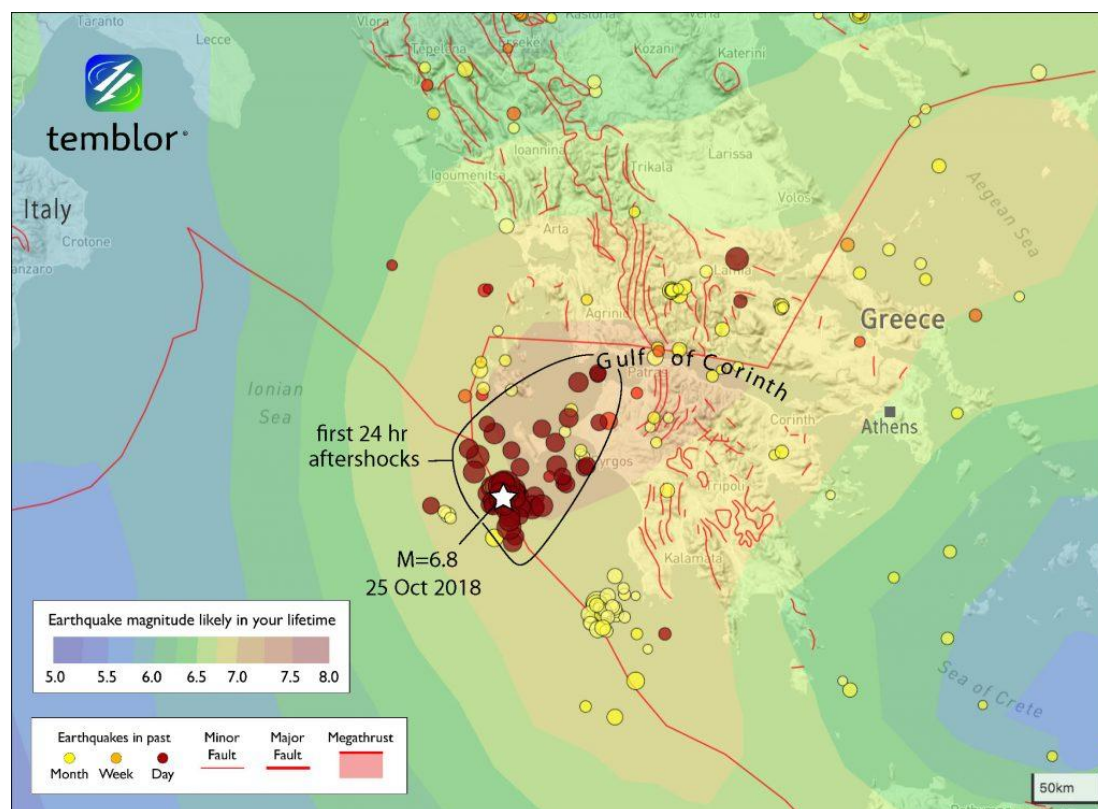 Taranto
Lecce
Vlora
Tepelena
Erseke
Kastoria
Kozani
Katerini
temblor
Italy
Crotone
anzaro
Igoumenitsa
Ioannina
Trikala
Larissa
Volos
Arta
Lamia
Agrinio
Aegean Sea
Greece
Gulf of Corinth
Patras
Ionian
Sea
first 24 hr
aftershocks
yrgos
Corinth
Athens
Tripoli
Kalamata
M=6.8
25 Oct 2018
Sea of Crete
Earthquake magnitude likely in your lifetime
5.0 5.5 6.0 6.5 7.0 7.5 8.0
Earthquakes in past
Month Week Day
Minor
Fault
Major
Fault
Megathrust
50km